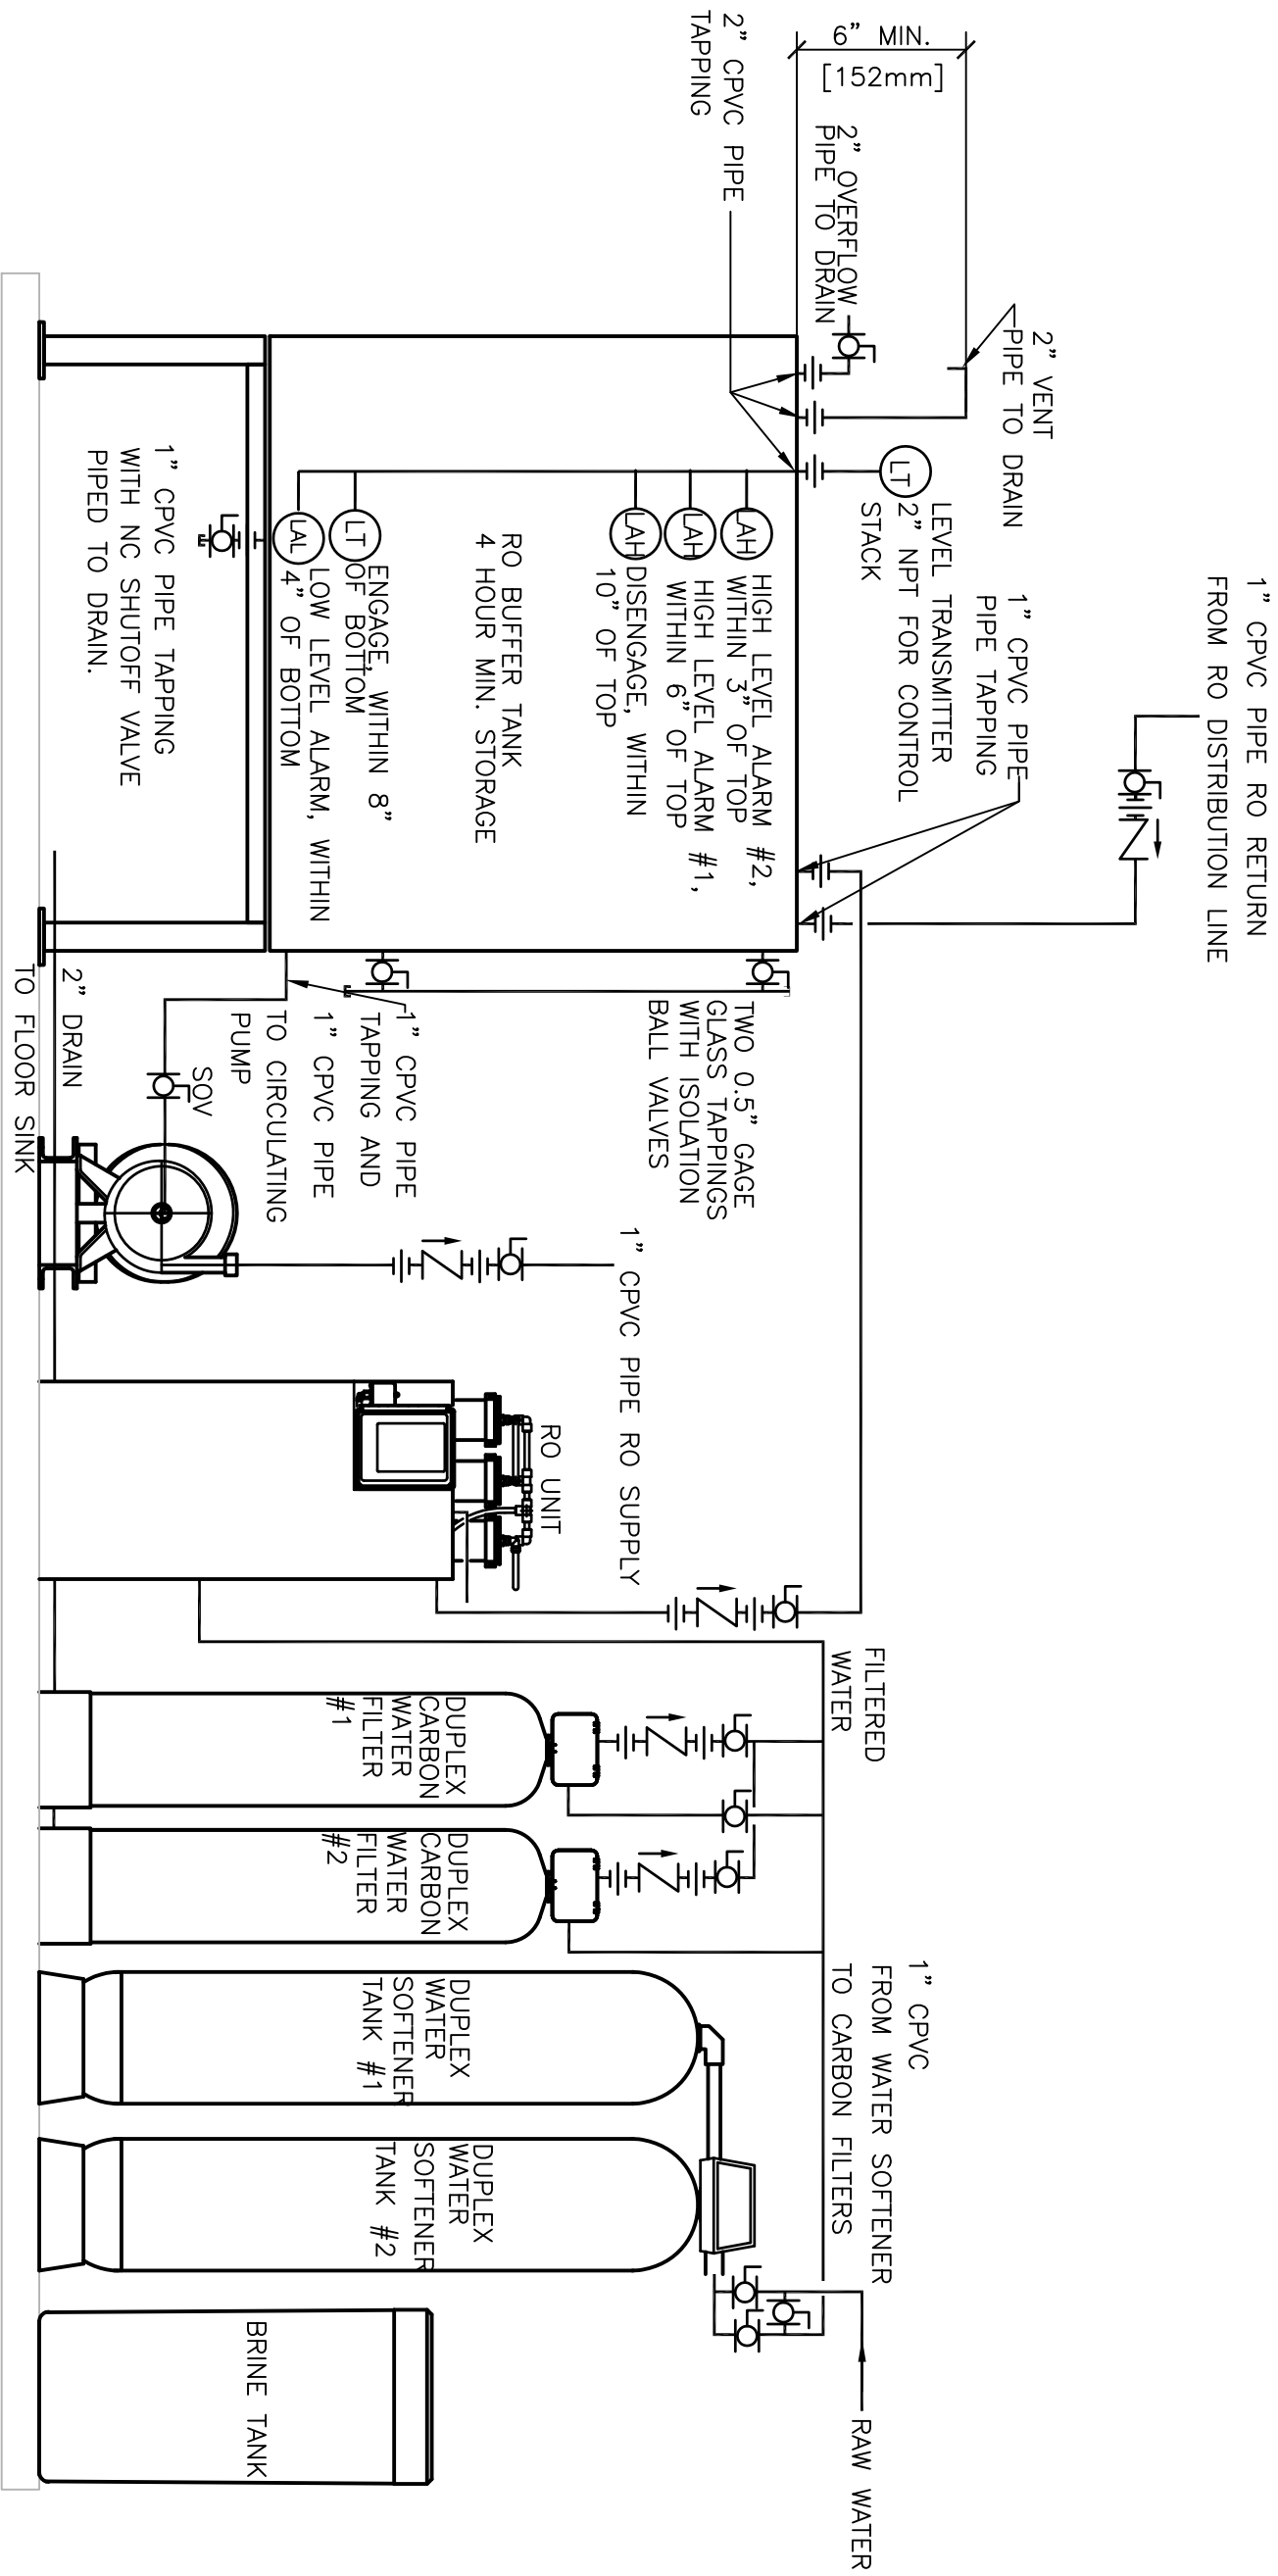 1" CPVC PIPE RO RETURN
FROM RO DISTRIBUTION LINE
6" MIN.
[152mm]
2" VENT
PIPE TO DRAIN
2" OVERFLOW
PIPE TO DRAIN
2" CPVC PIPE
TAPPING
LT
LEVEL TRANSMITTER
2" NPT FOR CONTROL
STACK
1" CPVC PIPE
PIPE TAPPING
LAH
HIGH LEVEL ALARM #2,
WITHIN 3" OF TOP
LAH
HIGH LEVEL ALARM #1,
WITHIN 6" OF TOP
LAH
DISENGAGE, WITHIN
10" OF TOP
RO BUFFER TANK
4 HOUR MIN. STORAGE
LT
ENGAGE, WITHIN 8"
OF BOTTOM
LAL
LOW LEVEL ALARM, WITHIN
4" OF BOTTOM
1" CPVC PIPE TAPPING
WITH NC SHUTOFF VALVE
PIPED TO DRAIN.
TWO 0.5" GAGE
GLASS TAPPINGS
WITH ISOLATION
BALL VALVES
1" CPVC PIPE
TAPPING AND
1" CPVC PIPE
TO CIRCULATING
PUMP
SOV
2" DRAIN
TO FLOOR SINK
1" CPVC PIPE RO SUPPLY
RO UNIT
FILTERED
WATER
DUPLEX
CARBON
WATER
FILTER
#1
DUPLEX
CARBON
WATER
FILTER
#2
1" CPVC
FROM WATER SOFTENER
TO CARBON FILTERS
DUPLEX
WATER
SOFTENER
TANK #1
DUPLEX
WATER
SOFTENER
TANK #2
BRINE TANK
RAW WATER